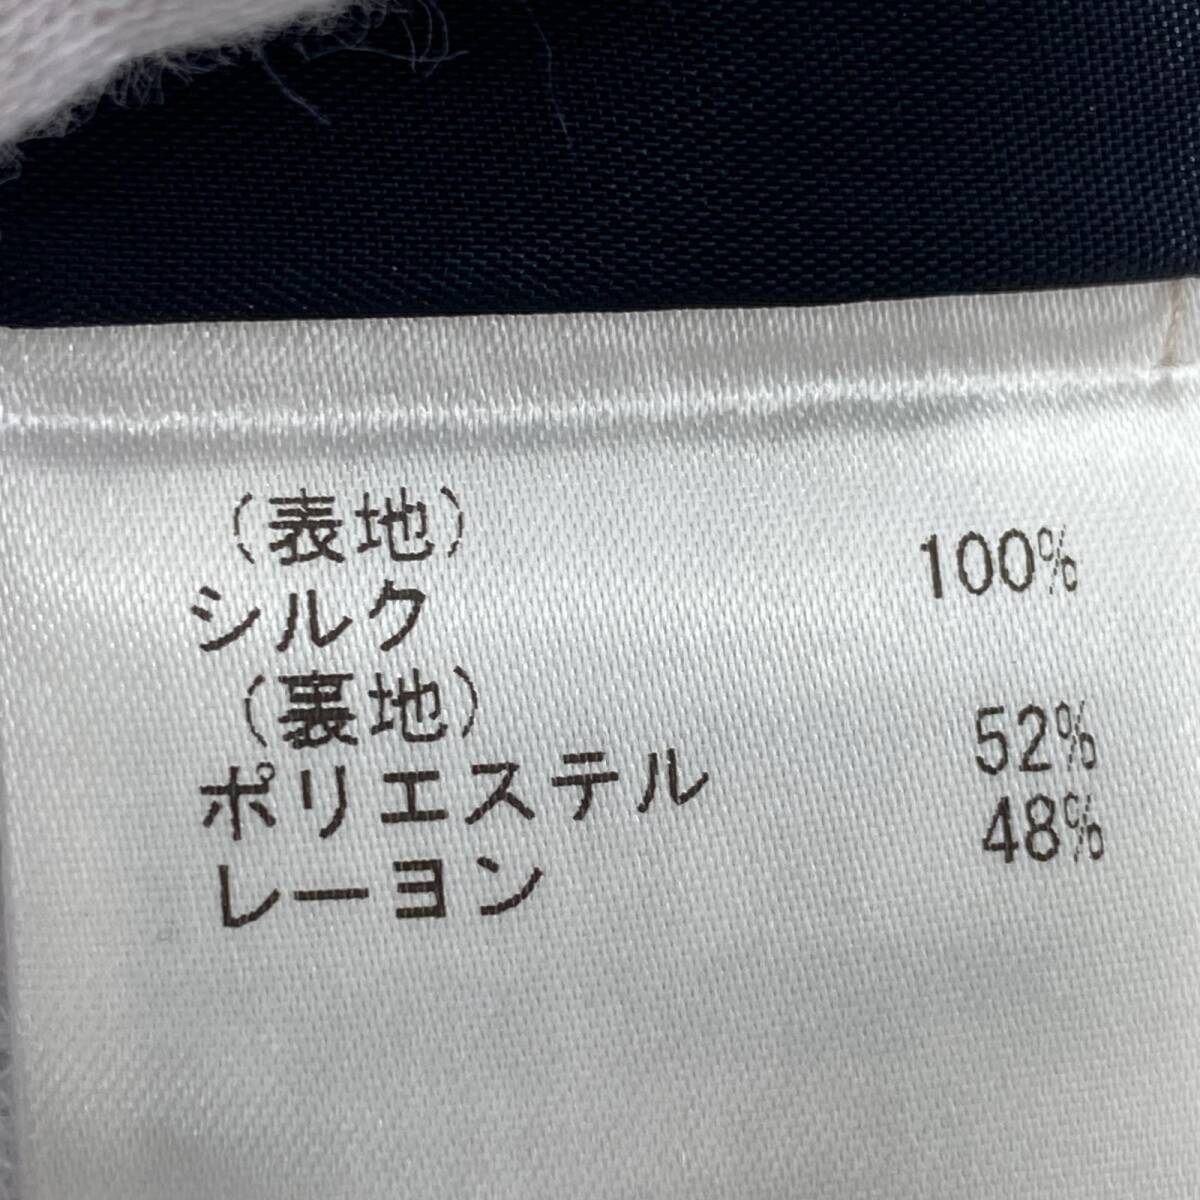 (表地)
シルク 100%
(裏地)
ポリエステル 52%
レーヨン 48%